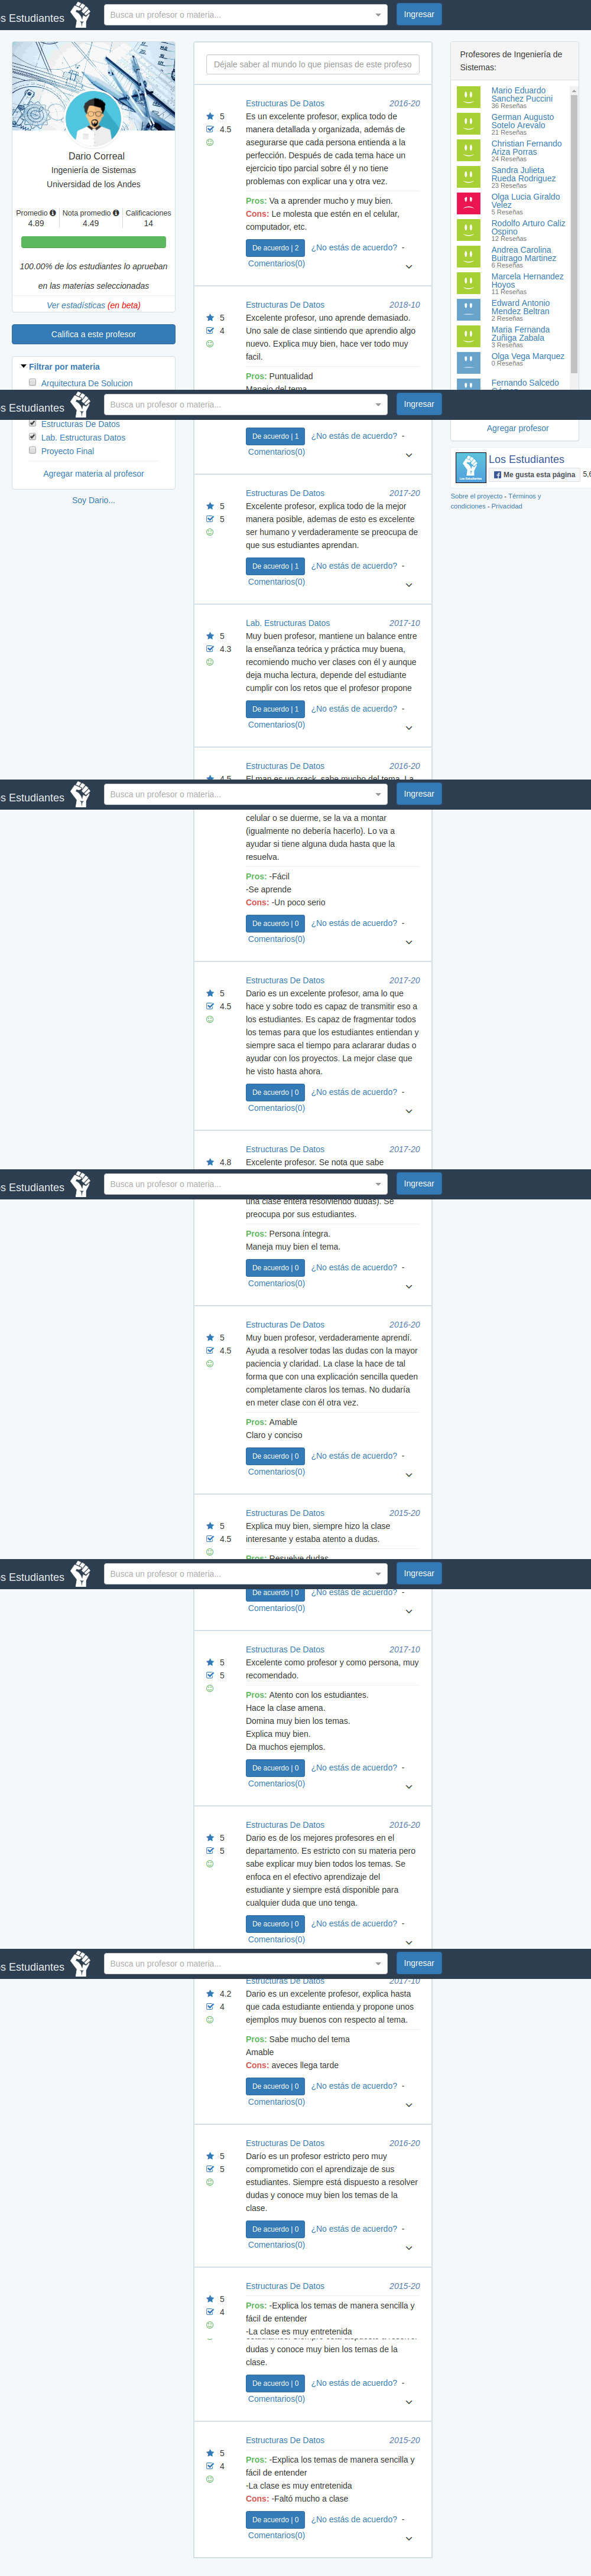 s Estudiantes
Busca un profesor o materia...
Ingresar
Dario Correal
Ingeniería de Sistemas
Universidad de los Andes
Promedio
Nota promedio
Calificaciones
4.89
4.49
14
100.00% de los estudiantes lo aprueban
en las materias seleccionadas
Ver estadísticas (en beta)
Califica a este profesor
Filtrar por materia
Arquitectura De Solucion
Déjale saber al mundo lo que piensas de este profeso
Estructuras De Datos 2016-20
5
4.5
Es un excelente profesor, explica todo de
manera detallada y organizada, además de
asegurarse que cada persona entienda a la
perfección. Después de cada tema hace un
ejercicio tipo parcial sobre él y no tiene
problemas con explicar una y otra vez.
Pros: Va a aprender mucho y muy bien.
Cons: Le molesta que estén en el celular,
computador, etc.
De acuerdo | 2 ¿No estás de acuerdo? -
Comentarios(0)
Estructuras De Datos 2018-10
5
4
Excelente profesor, uno aprende demasiado.
Uno sale de clase sintiendo que aprendio algo
nuevo. Explica muy bien, hace ver todo muy
facil.
Pros: Puntualidad
Manejo del tema
Profesores de Ingeniería de
Sistemas:
Mario Eduardo
Sanchez Puccini
36 Reseñas
German Augusto
Sotelo Arevalo
21 Reseñas
Christian Fernando
Ariza Porras
24 Reseñas
Sandra Julieta
Rueda Rodriguez
23 Reseñas
Olga Lucia Giraldo
Velez
5 Reseñas
Rodolfo Arturo Caliz
Ospino
12 Reseñas
Andrea Carolina
Buitrago Martinez
6 Reseñas
Marcela Hernandez
Hoyos
11 Reseñas
Edward Antonio
Mendez Beltran
2 Reseñas
Maria Fernanda
Zuñiga Zabala
3 Reseñas
Olga Vega Marquez
0 Reseñas
Fernando Salcedo
s Estudiantes
Busca un profesor o materia...
Ingresar
Estructuras De Datos
Lab. Estructuras Datos
Proyecto Final
Agregar materia al profesor
Soy Dario...
De acuerdo | 1 ¿No estás de acuerdo? -
Comentarios(0)
Agregar profesor
Los Estudiantes
Los Estudiantes
Me gusta esta página
Sobre el proyecto - Términos y
condiciones - Privacidad
Estructuras De Datos 2017-20
5
5
Excelente profesor, explica todo de la mejor
manera posible, ademas de esto es excelente
ser humano y verdaderamente se preocupa de
que sus estudiantes aprendan.
De acuerdo | 1 ¿No estás de acuerdo? -
Comentarios(0)
Lab. Estructuras Datos 2017-10
5
4.3
Muy buen profesor, mantiene un balance entre
la enseñanza teórica y práctica muy buena,
recomiendo mucho ver clases con él y aunque
deja mucha lectura, depende del estudiante
cumplir con los retos que el profesor propone
De acuerdo | 1 ¿No estás de acuerdo? -
Comentarios(0)
Estructuras De Datos 2016-20
4.5
El man es un crack, sabe mucho del tema. La
s Estudiantes
Busca un profesor o materia...
Ingresar
celular o se duerme, se la va a montar
(igualmente no debería hacerlo). Lo va a
ayudar si tiene alguna duda hasta que la
resuelva.
Pros: -Fácil
-Se aprende
Cons: -Un poco serio
De acuerdo | 0 ¿No estás de acuerdo? -
Comentarios(0)
Estructuras De Datos 2017-20
5
4.5
Dario es un excelente profesor, ama lo que
hace y sobre todo es capaz de transmitir eso a
los estudiantes. Es capaz de fragmentar todos
los temas para que los estudiantes entiendan y
siempre saca el tiempo para aclararar dudas o
ayudar con los proyectos. La mejor clase que
he visto hasta ahora.
De acuerdo | 0 ¿No estás de acuerdo? -
Comentarios(0)
Estructuras De Datos 2017-20
4.8
Excelente profesor. Se nota que sabe
s Estudiantes
Busca un profesor o materia...
Ingresar
una clase entera resolviendo dudas). Se
preocupa por sus estudiantes.
Pros: Persona íntegra.
Maneja muy bien el tema.
De acuerdo | 0 ¿No estás de acuerdo? -
Comentarios(0)
Estructuras De Datos 2016-20
5
4.5
Muy buen profesor, verdaderamente aprendí.
Ayuda a resolver todas las dudas con la mayor
paciencia y claridad. La clase la hace de tal
forma que con una explicación sencilla queden
completamente claros los temas. No dudaría
en meter clase con él otra vez.
Pros: Amable
Claro y conciso
De acuerdo | 0 ¿No estás de acuerdo? -
Comentarios(0)
Estructuras De Datos 2015-20
5
4.5
Explica muy bien, siempre hizo la clase
interesante y estaba atento a dudas.
Pros: Resuelve dudas
s Estudiantes
Busca un profesor o materia...
Ingresar
De acuerdo | 0 ¿No estás de acuerdo? -
Comentarios(0)
Estructuras De Datos 2017-10
5
5
Excelente como profesor y como persona, muy
recomendado.
Pros: Atento con los estudiantes.
Hace la clase amena.
Domina muy bien los temas.
Explica muy bien.
Da muchos ejemplos.
De acuerdo | 0 ¿No estás de acuerdo? -
Comentarios(0)
Estructuras De Datos 2016-20
5
5
Dario es de los mejores profesores en el
departamento. Es estricto con su materia pero
sabe explicar muy bien todos los temas. Se
enfoca en el efectivo aprendizaje del
estudiante y siempre está disponible para
cualquier duda que uno tenga.
De acuerdo | 0 ¿No estás de acuerdo? -
Comentarios(0)
s Estudiantes
Busca un profesor o materia...
Ingresar
Estructuras De Datos 2017-10
4.2
4
Dario es un excelente profesor, explica hasta
que cada estudiante entienda y propone unos
ejemplos muy buenos con respecto al tema.
Pros: Sabe mucho del tema
Amable
Cons: aveces llega tarde
De acuerdo | 0 ¿No estás de acuerdo? -
Comentarios(0)
Estructuras De Datos 2016-20
5
5
Darío es un profesor estricto pero muy
comprometido con el aprendizaje de sus
estudiantes. Siempre está dispuesto a resolver
dudas y conoce muy bien los temas de la
clase.
De acuerdo | 0 ¿No estás de acuerdo? -
Comentarios(0)
Estructuras De Datos 2015-20
5
4
Pros: -Explica los temas de manera sencilla y
fácil de entender
-La clase es muy entretenida
dudas y conoce muy bien los temas de la
clase.
De acuerdo | 0 ¿No estás de acuerdo? -
Comentarios(0)
Estructuras De Datos 2015-20
5
4
Pros: -Explica los temas de manera sencilla y
fácil de entender
-La clase es muy entretenida
Cons: -Faltó mucho a clase
De acuerdo | 0 ¿No estás de acuerdo? -
Comentarios(0)